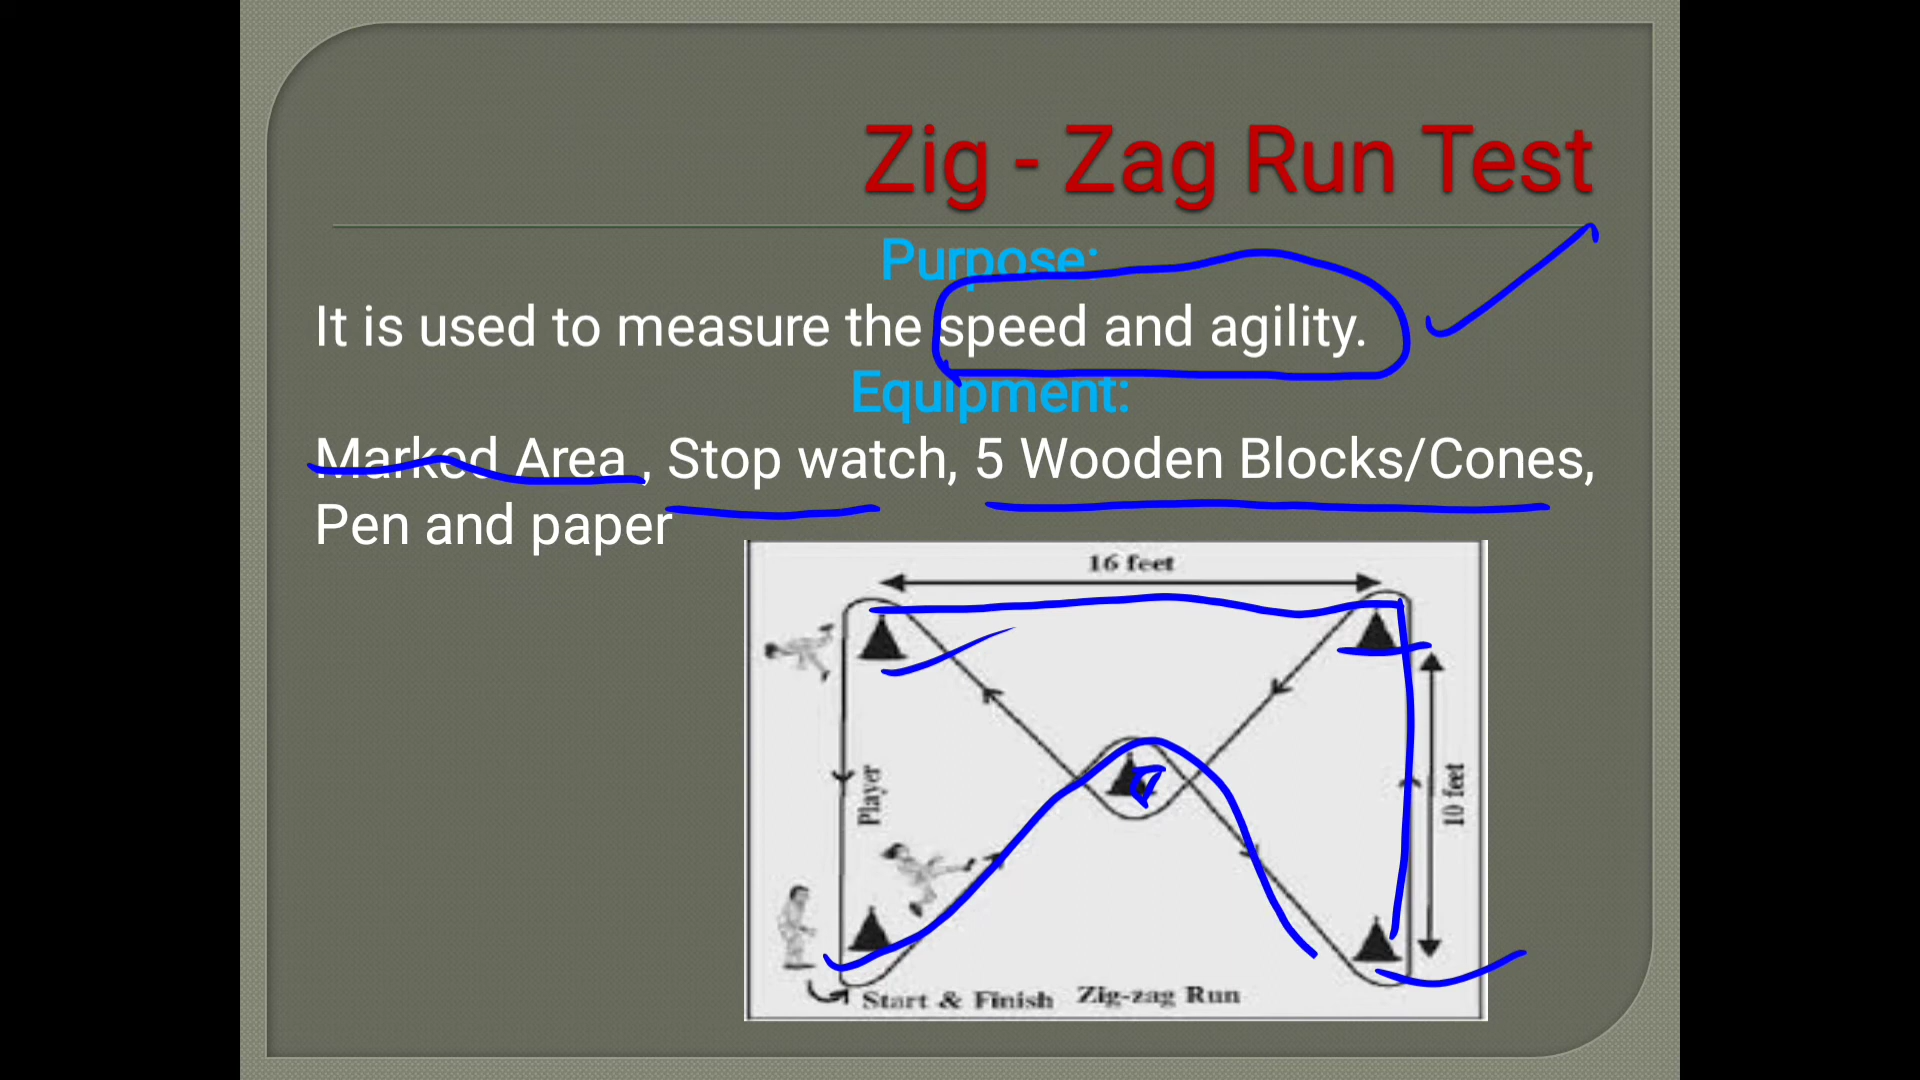 Zig - Zag Run Test
Purpose:
It is used to measure the speed and agility.
Equipment:
Marked Area , Stop watch, 5 Wooden Blocks/Cones,
Pen and paper
16 feet
Player
10 feet
Start & Finish
Zig-zag Run